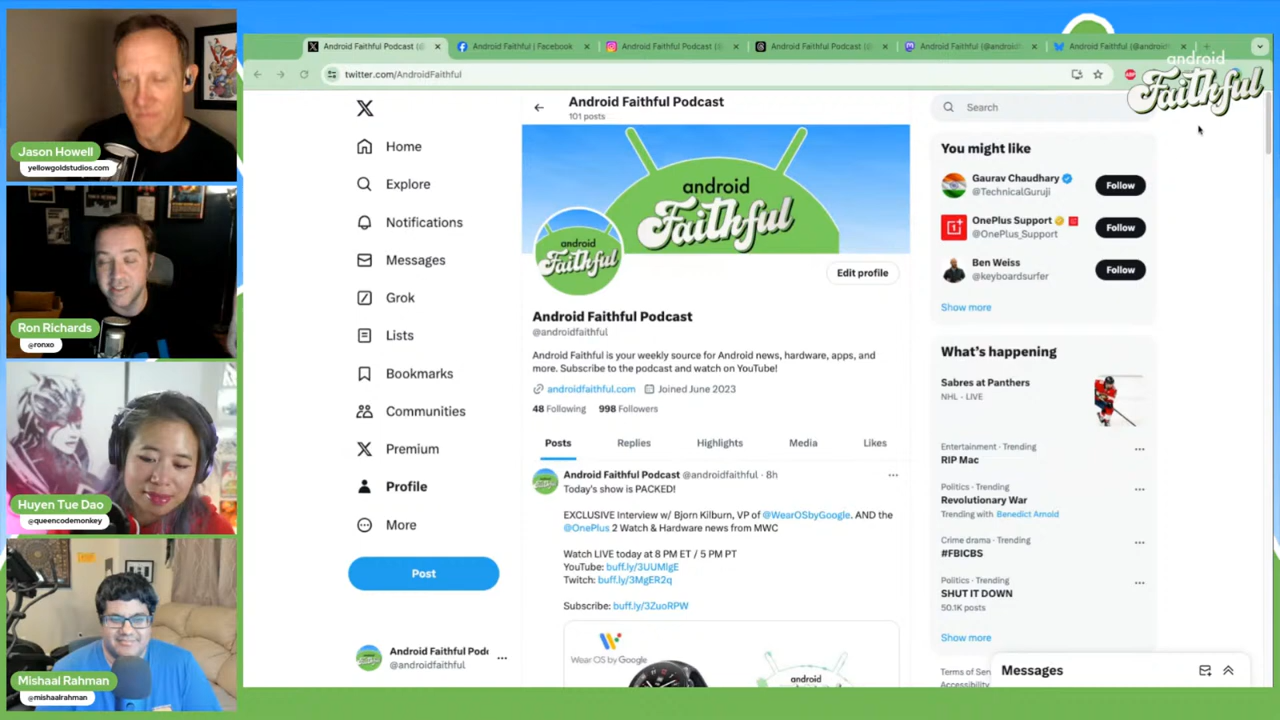 Jason Howell
yellowgoldstudios.com
Ron Richards
@ronxo
Huyen Tue Dao
@queencodemonkey
Mishaal Rahman
@mishaalrahman
Android Faithful Podcast (@
Android Faithful | Facebook
Android Faithful Podcast (@
Android Faithful Podcast (@
Android Faithful (@android
Android Faithful (@android
twitter.com/AndroidFaithful
android
Faithful
Home
Explore
Notifications
Messages
Grok
Lists
Bookmarks
Communities
Premium
Profile
More
Post
Android Faithful Pode
@androidfaithful
Android Faithful Podcast
101 posts
android
Faithful
android
Faithful
Edit profile
Android Faithful Podcast
@androidfaithful
Android Faithful is your weekly source for Android news, hardware, apps, and
more. Subscribe to the podcast and watch on YouTube!
androidfaithful.com Joined June 2023
48 Following 998 Followers
Posts Replies Highlights Media Likes
Android Faithful Podcast @androidfaithful · 8h
Today's show is PACKED!
EXCLUSIVE Interview w/ Bjorn Kilburn, VP of @WearOSbyGoogle. AND the
@OnePlus 2 Watch & Hardware news from MWC
Watch LIVE today at 8 PM ET / 5 PM PT
YouTube: buff.ly/3UUMlgE
Twitch: buff.ly/3MgER2q
Subscribe: buff.ly/3ZuoRPW
Wear OS by Google
android
Search
You might like
Gaurav Chaudhary
@TechnicalGuruji
Follow
OnePlus Support
@OnePlus_Support
Follow
Ben Weiss
@keyboardsurfer
Follow
Show more
What's happening
Sabres at Panthers
NHL · LIVE
Entertainment · Trending
RIP Mac
Politics · Trending
Revolutionary War
Trending with Benedict Arnold
Crime drama · Trending
#FBICBS
Politics · Trending
SHUT IT DOWN
50.1K posts
Show more
Terms of Serv
Accessibility
Messages